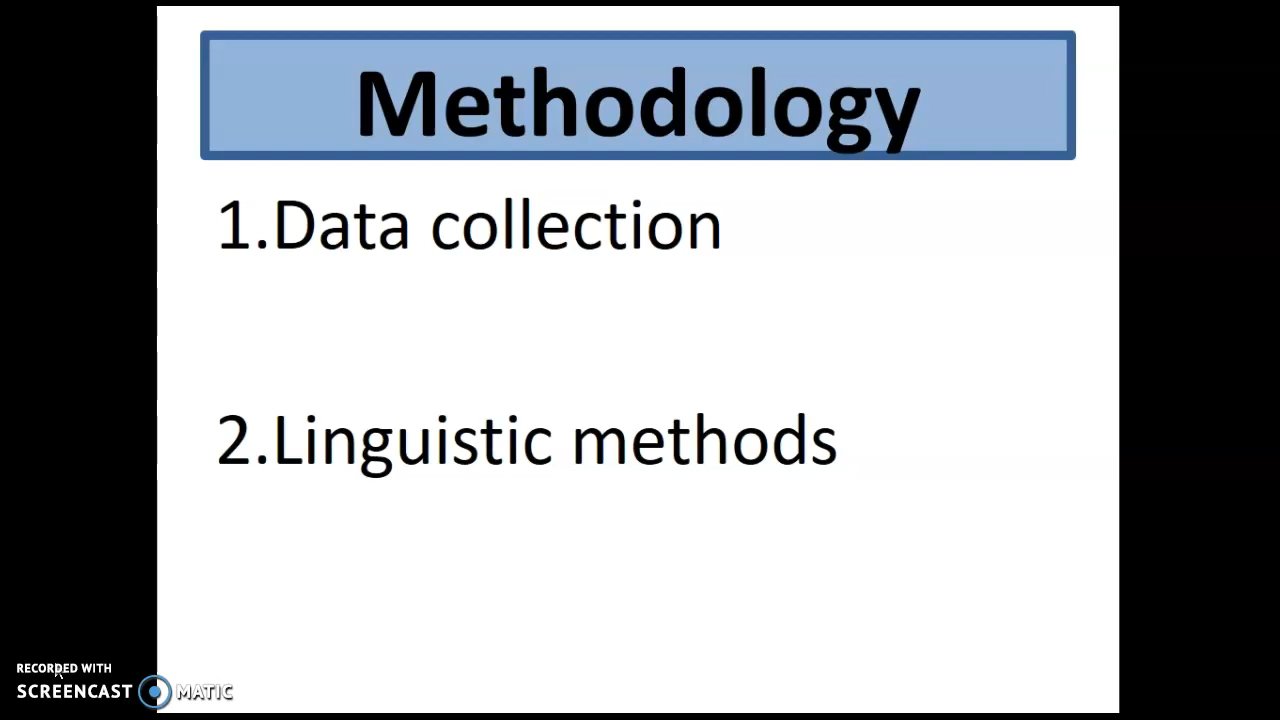 Methodology
1.Data collection
2.Linguistic methods
RECORDED WITH
SCREENCAST MATIC